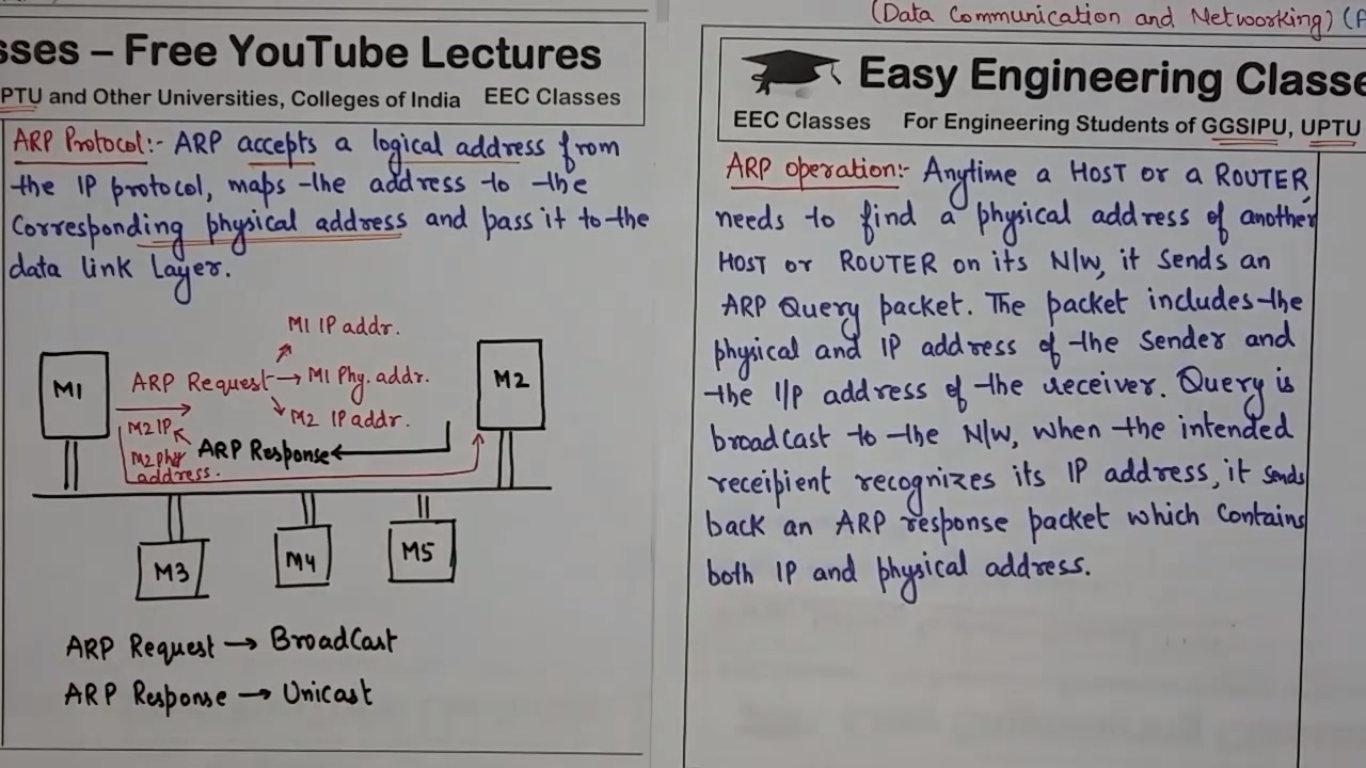 sses – Free YouTube Lectures
PTU and Other Universities, Colleges of India EEC Classes
ARP Protocol:- ARP accepts a logical address from
the IP protocol, maps the address to the
Corresponding physical address and pass it to the
data link Layer.
M1 IP addr.
M1
ARP Request → M1 Phy. addr.
M2
M2 IP addr.
M2 IP
ARP Response
M2 Phy
address.
M3
M4
M5
ARP Request → BroadCast
ARP Response → Unicast
(Data Communication and Networking)
Easy Engineering Classe
EEC Classes For Engineering Students of GGSIPU, UPTU
ARP operation:- Anytime a HOST or a ROUTER
needs to find a physical address of another
HOST or ROUTER on its N/W, it Sends an
ARP Query packet. The packet includes the
physical and IP address of the Sender and
the I/P address of the receiver. Query is
broadcast to the N/W, when the intended
receipient recognizes its IP address, it sends
back an ARP response packet which Contains
both IP and physical address.